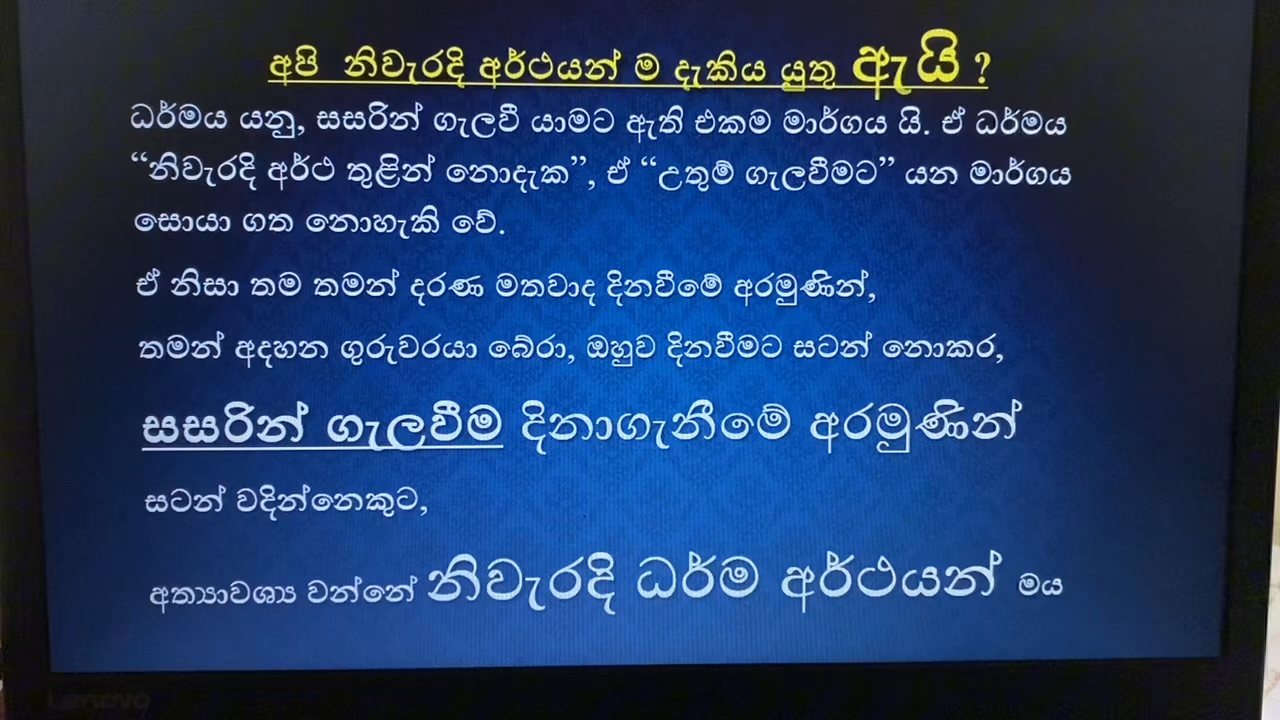 අපි නිවැරදි අර්ථයන් ම දැකිය යුතු ඇයි ?
ධර්මය යනු, සසරින් ගැලවී යාමට ඇති එකම මාර්ගය යි. ඒ ධර්මය
“නිවැරදි අර්ථ තුළින් නොදැක”, ඒ “උතුම් ගැලවීමට” යන මාර්ගය
සොයා ගත නොහැකි වේ.
ඒ නිසා තම තමන් දරණ මතවාද දිනවීමේ අරමුණින්,
තමන් අදහන ගුරුවරයා බේරා, ඔහුව දිනවීමට සටන් නොකර,
සසරින් ගැලවීම දිනාගැනීමේ අරමුණින්
සටන් වදින්නෙකුට,
අත්‍යාවශ්‍ය වන්නේ නිවැරදි ධර්ම අර්ථයන් මය
Lenovo